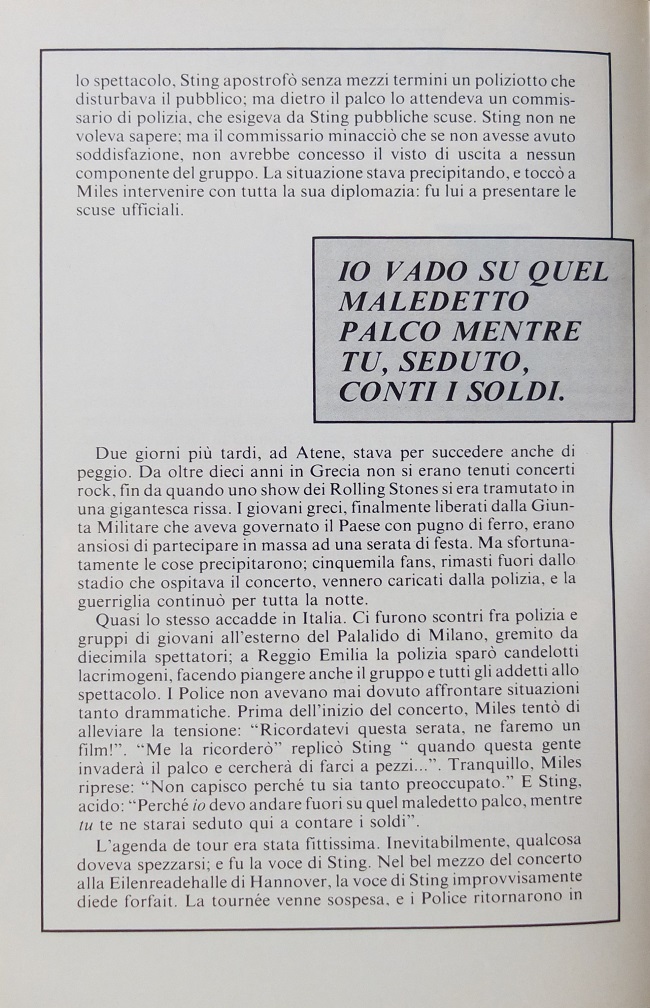 lo spettacolo, Sting apostrofò senza mezzi termini un poliziotto che
disturbava il pubblico; ma dietro il palco lo attendeva un commis-
sario di polizia, che esigeva da Sting pubbliche scuse. Sting non ne
voleva sapere; ma il commissario minacciò che se non avesse avuto
soddisfazione, non avrebbe concesso il visto di uscita a nessun
componente del gruppo. La situazione stava precipitando, e toccò a
Miles intervenire con tutta la sua diplomazia: fu lui a presentare le
scuse ufficiali.
IO VADO SU QUEL
MALEDETTO
PALCO MENTRE
TU, SEDUTO,
CONTI I SOLDI.
Due giorni più tardi, ad Atene, stava per succedere anche di
peggio. Da oltre dieci anni in Grecia non si erano tenuti concerti
rock, fin da quando uno show dei Rolling Stones si era tramutato in
una gigantesca rissa. I giovani greci, finalmente liberati dalla Giun-
ta Militare che aveva governato il Paese con pugno di ferro, erano
ansiosi di partecipare in massa ad una serata di festa. Ma sfortuna-
tamente le cose precipitarono; cinquemila fans, rimasti fuori dallo
stadio che ospitava il concerto, vennero caricati dalla polizia, e la
guerriglia continuò per tutta la notte.
Quasi lo stesso accadde in Italia. Ci furono scontri fra polizia e
gruppi di giovani all'esterno del Palalido di Milano, gremito da
diecimila spettatori; a Reggio Emilia la polizia sparò candelotti
lacrimogeni, facendo piangere anche il gruppo e tutti gli addetti allo
spettacolo. I Police non avevano mai dovuto affrontare situazioni
tanto drammatiche. Prima dell'inizio del concerto, Miles tentò di
alleviare la tensione: “Ricordatevi questa serata, ne faremo un
film!”. “Me la ricorderò” replicò Sting “ quando questa gente
invaderà il palco e cercherà di farci a pezzi...”. Tranquillo, Miles
riprese: “Non capisco perché tu sia tanto preoccupato.” E Sting,
acido: “Perché io devo andare fuori su quel maledetto palco, mentre
tu te ne starai seduto qui a contare i soldi”.
L'agenda de tour era stata fittissima. Inevitabilmente, qualcosa
doveva spezzarsi; e fu la voce di Sting. Nel bel mezzo del concerto
alla Eilenreadehalle di Hannover, la voce di Sting improvvisamente
diede forfait. La tournée venne sospesa, e i Police ritornarono in